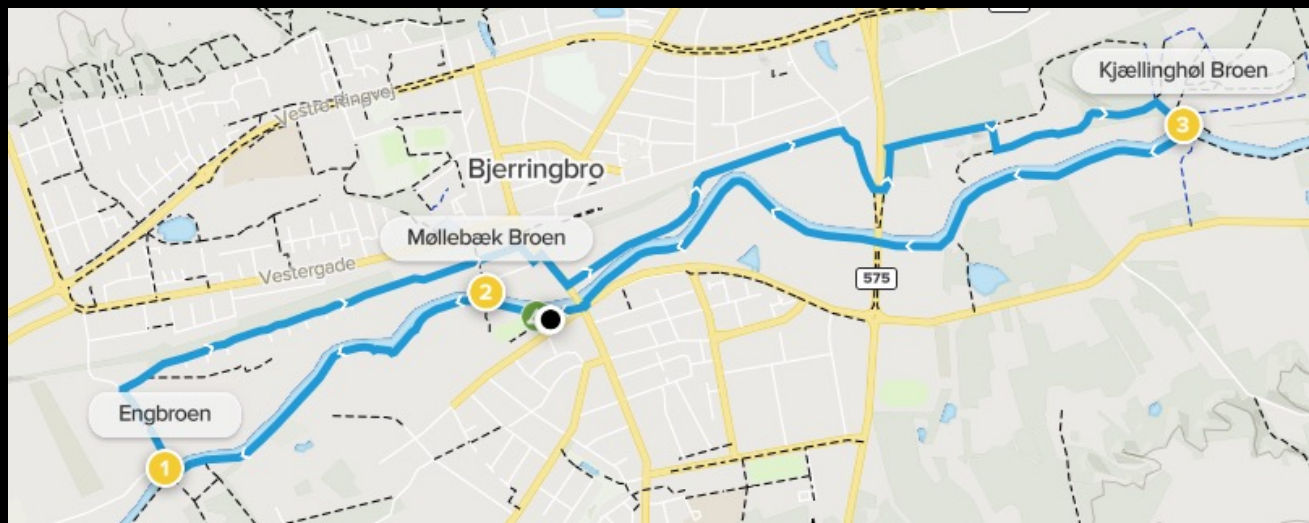 Kjællinghøl Broen
3
Vestre Ringvej
Bjerringbro
Møllebæk Broen
Vestergade
2
575
Engbroen
1